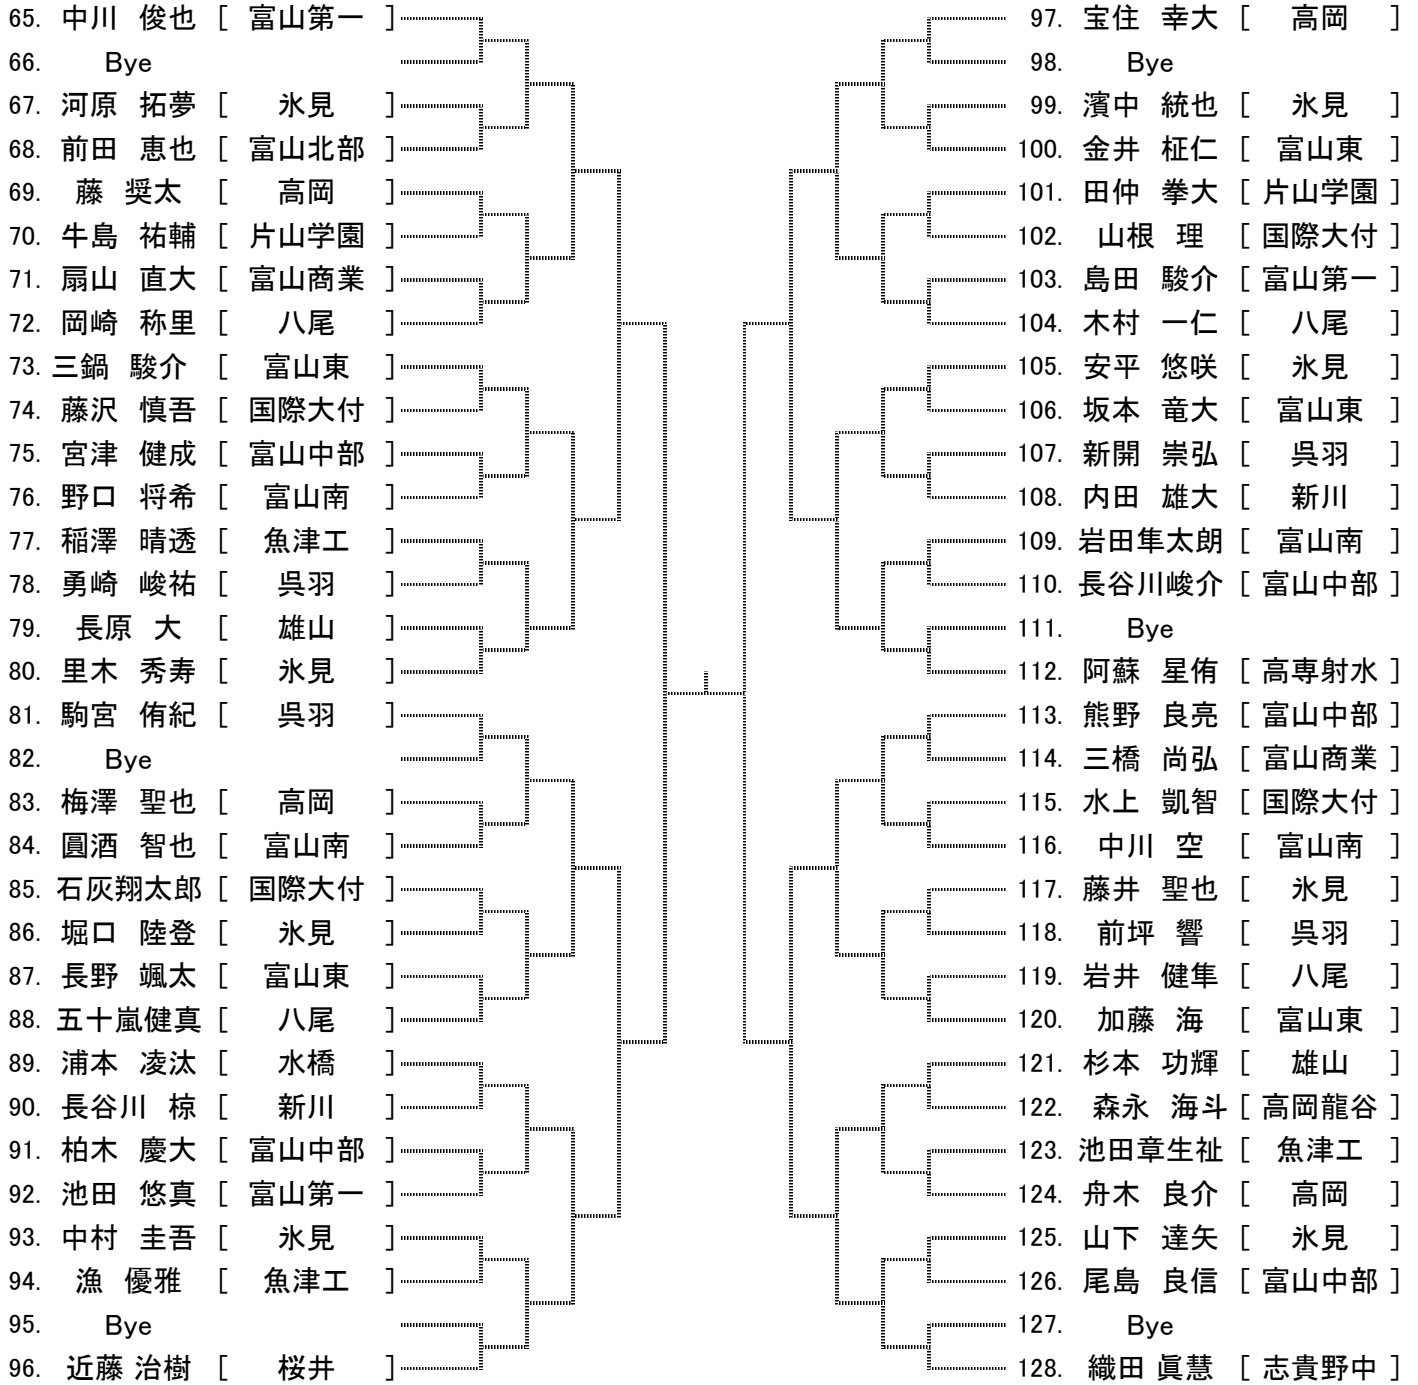 65. 中川 俊也 [ 富山第一 ]
66. Bye
67. 河原 拓夢 [ 氷見 ]
68. 前田 恵也 [ 富山北部 ]
69. 藤 奨太 [ 高岡 ]
70. 牛島 祐輔 [ 片山学園 ]
71. 扇山 直大 [ 富山商業 ]
72. 岡崎 称里 [ 八尾 ]
73. 三鍋 駿介 [ 富山東 ]
74. 藤沢 慎吾 [ 国際大付 ]
75. 宮津 健成 [ 富山中部 ]
76. 野口 将希 [ 富山南 ]
77. 稲澤 晴透 [ 魚津工 ]
78. 勇崎 峻祐 [ 呉羽 ]
79. 長原 大 [ 雄山 ]
80. 里木 秀寿 [ 氷見 ]
81. 駒宮 侑紀 [ 呉羽 ]
82. Bye
83. 梅澤 聖也 [ 高岡 ]
84. 圓酒 智也 [ 富山南 ]
85. 石灰翔太郎 [ 国際大付 ]
86. 堀口 陸登 [ 氷見 ]
87. 長野 颯太 [ 富山東 ]
88. 五十嵐健真 [ 八尾 ]
89. 浦本 凌汰 [ 水橋 ]
90. 長谷川 椋 [ 新川 ]
91. 柏木 慶大 [ 富山中部 ]
92. 池田 悠真 [ 富山第一 ]
93. 中村 圭吾 [ 氷見 ]
94. 漁 優雅 [ 魚津工 ]
95. Bye
96. 近藤 治樹 [ 桜井 ]
97. 宝住 幸大 [ 高岡 ]
98. Bye
99. 濱中 統也 [ 氷見 ]
100. 金井 柾仁 [ 富山東 ]
101. 田仲 拳大 [ 片山学園 ]
102. 山根 理 [ 国際大付 ]
103. 島田 駿介 [ 富山第一 ]
104. 木村 一仁 [ 八尾 ]
105. 安平 悠咲 [ 氷見 ]
106. 坂本 竜大 [ 富山東 ]
107. 新開 崇弘 [ 呉羽 ]
108. 内田 雄大 [ 新川 ]
109. 岩田隼太朗 [ 富山南 ]
110. 長谷川峻介 [ 富山中部 ]
111. Bye
112. 阿蘇 星侑 [ 高専射水 ]
113. 熊野 良亮 [ 富山中部 ]
114. 三橋 尚弘 [ 富山商業 ]
115. 水上 凱智 [ 国際大付 ]
116. 中川 空 [ 富山南 ]
117. 藤井 聖也 [ 氷見 ]
118. 前坪 響 [ 呉羽 ]
119. 岩井 健隼 [ 八尾 ]
120. 加藤 海 [ 富山東 ]
121. 杉本 功輝 [ 雄山 ]
122. 森永 海斗 [ 高岡龍谷 ]
123. 池田章生祉 [ 魚津工 ]
124. 舟木 良介 [ 高岡 ]
125. 山下 達矢 [ 氷見 ]
126. 尾島 良信 [ 富山中部 ]
127. Bye
128. 織田 眞慧 [ 志貴野中 ]